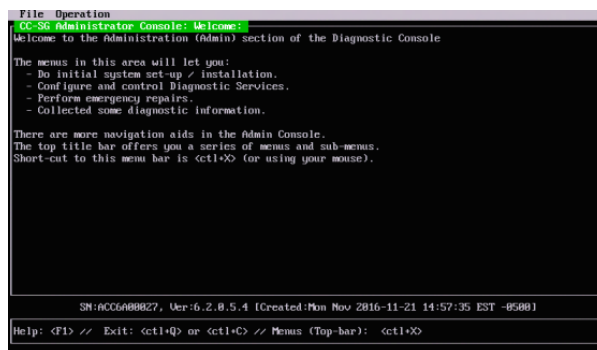 File Operation
CC-SG Administrator Console: Welcome:
Welcome to the Administration (Admin) section of the Diagnostic Console
The menus in this area will let you:
- Do initial system set-up / installation.
- Configure and control Diagnostic Services.
- Perform emergency repairs.
- Collected some diagnostic information.
There are more navigation aids in the Admin Console.
The top title bar offers you a series of menus and sub-menus.
Short-cut to this menu bar is <ctl+X> (or using your mouse).
SN:ACC6A00027, Ver:6.2.0.5.4 [Created:Mon Nov 2016-11-21 14:57:35 EST -0500]
Help: <F1> // Exit: <ctl+Q> or <ctl+C> // Menus (Top-bar): <ctl+X>